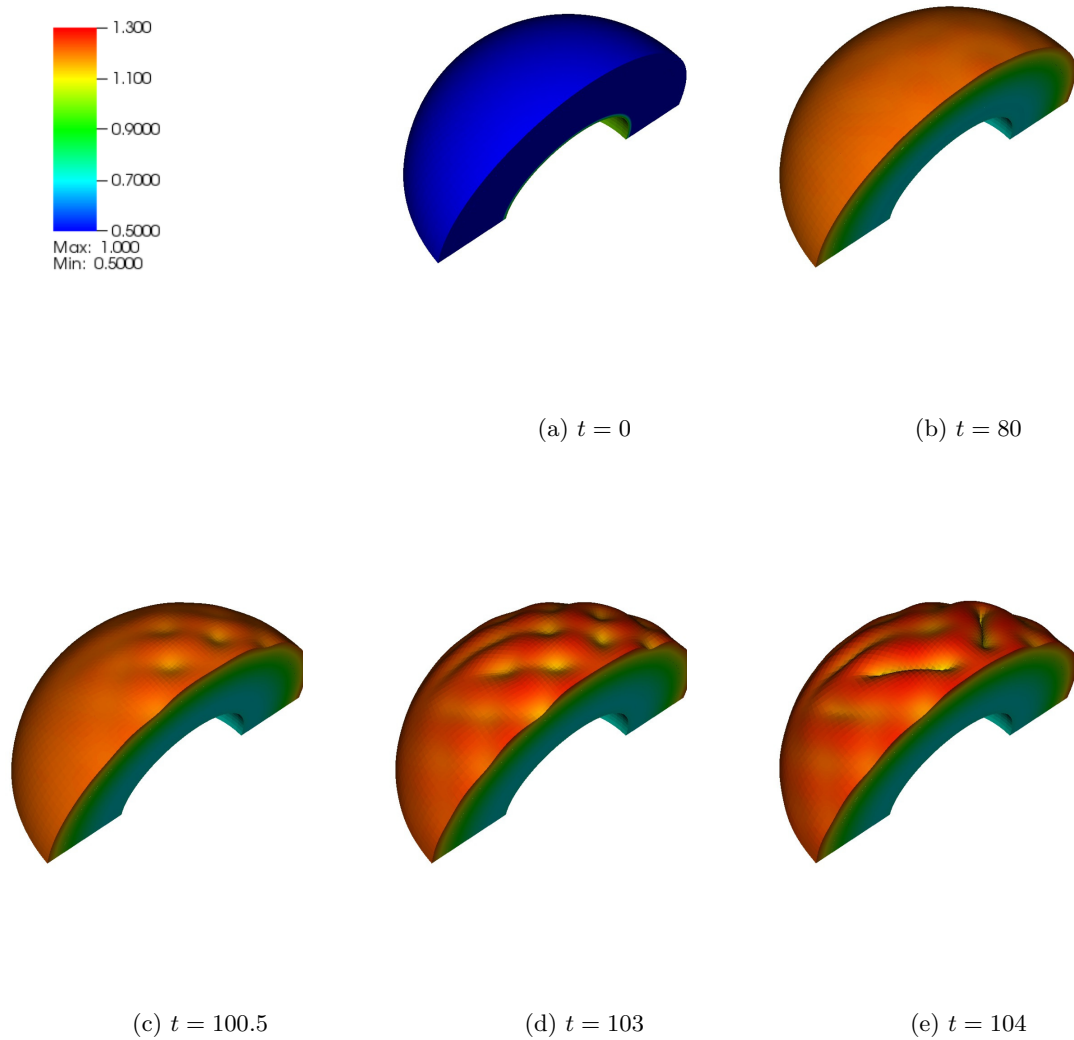 1.300
1.100
0.9000
0.7000
0.5000
Max: 1.000
Min: 0.5000
(a) t = 0
(b) t = 80
(c) t = 100.5
(d) t = 103
(e) t = 104